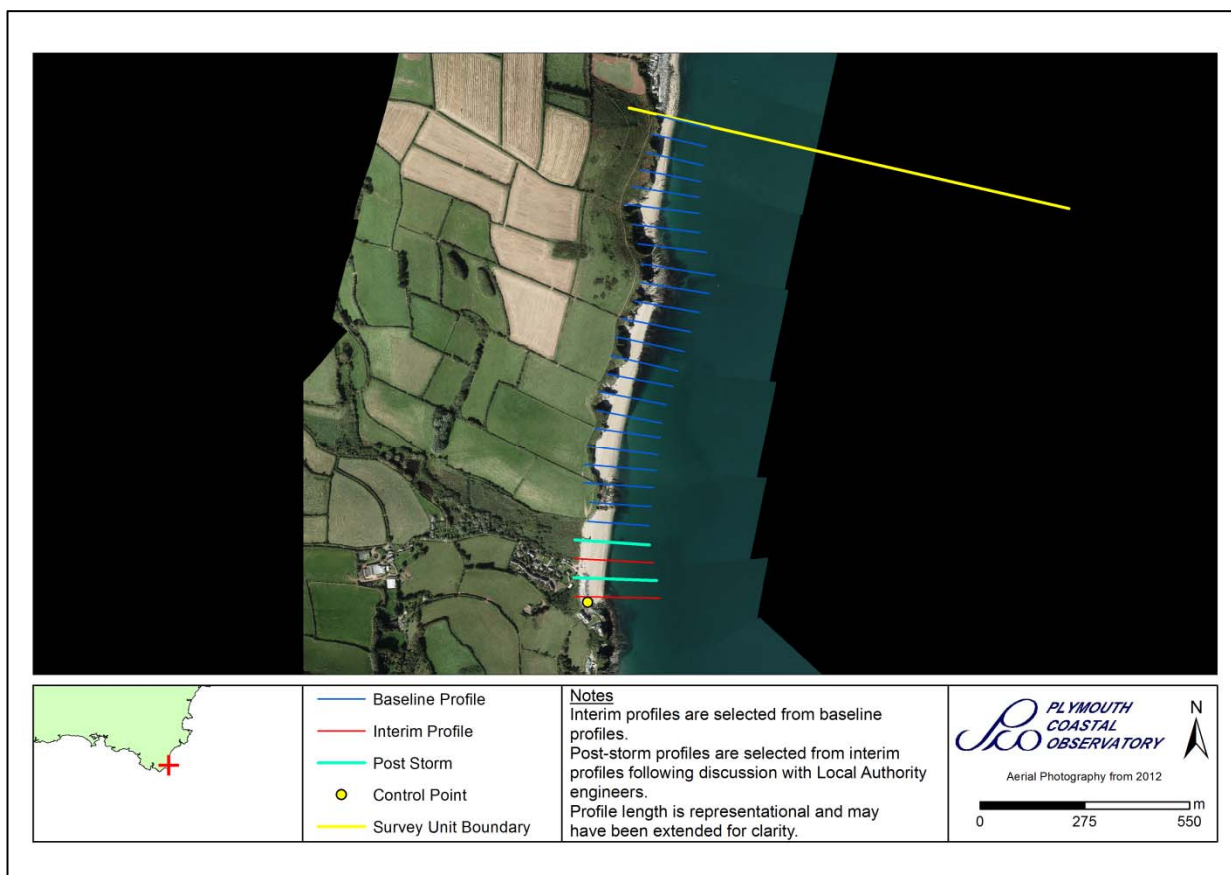 Baseline Profile
Interim Profile
Post Storm
Control Point
Survey Unit Boundary
Notes
Interim profiles are selected from baseline
profiles.
Post-storm profiles are selected from interim
profiles following discussion with Local Authority
engineers.
Profile length is representational and may
have been extended for clarity.
PLYMOUTH
COASTAL
OBSERVATORY
N
Aerial Photography from 2012
m
0 275 550